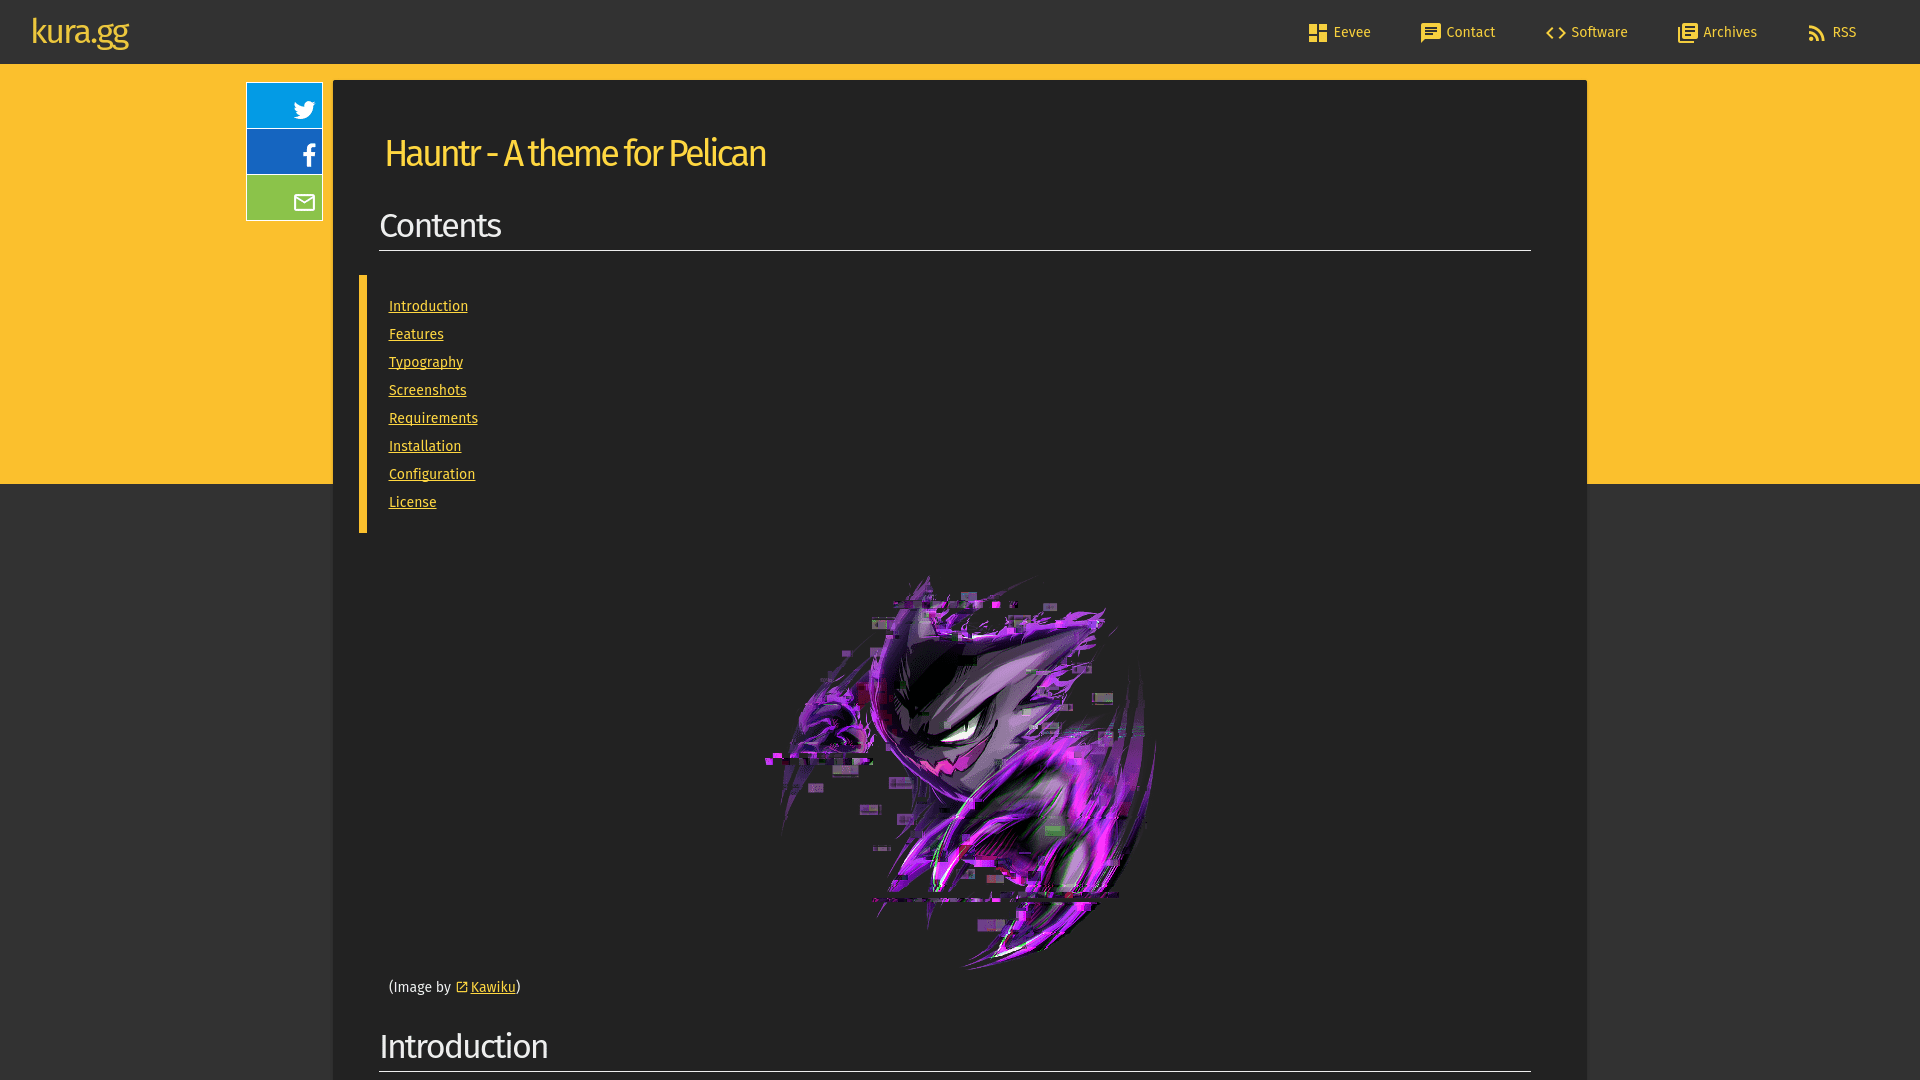 kura.gg
Eevee
Contact
Software
Archives
RSS
Hauntr - A theme for Pelican
Contents
Introduction
Features
Typography
Screenshots
Requirements
Installation
Configuration
License
(Image by Kawiku)
Introduction